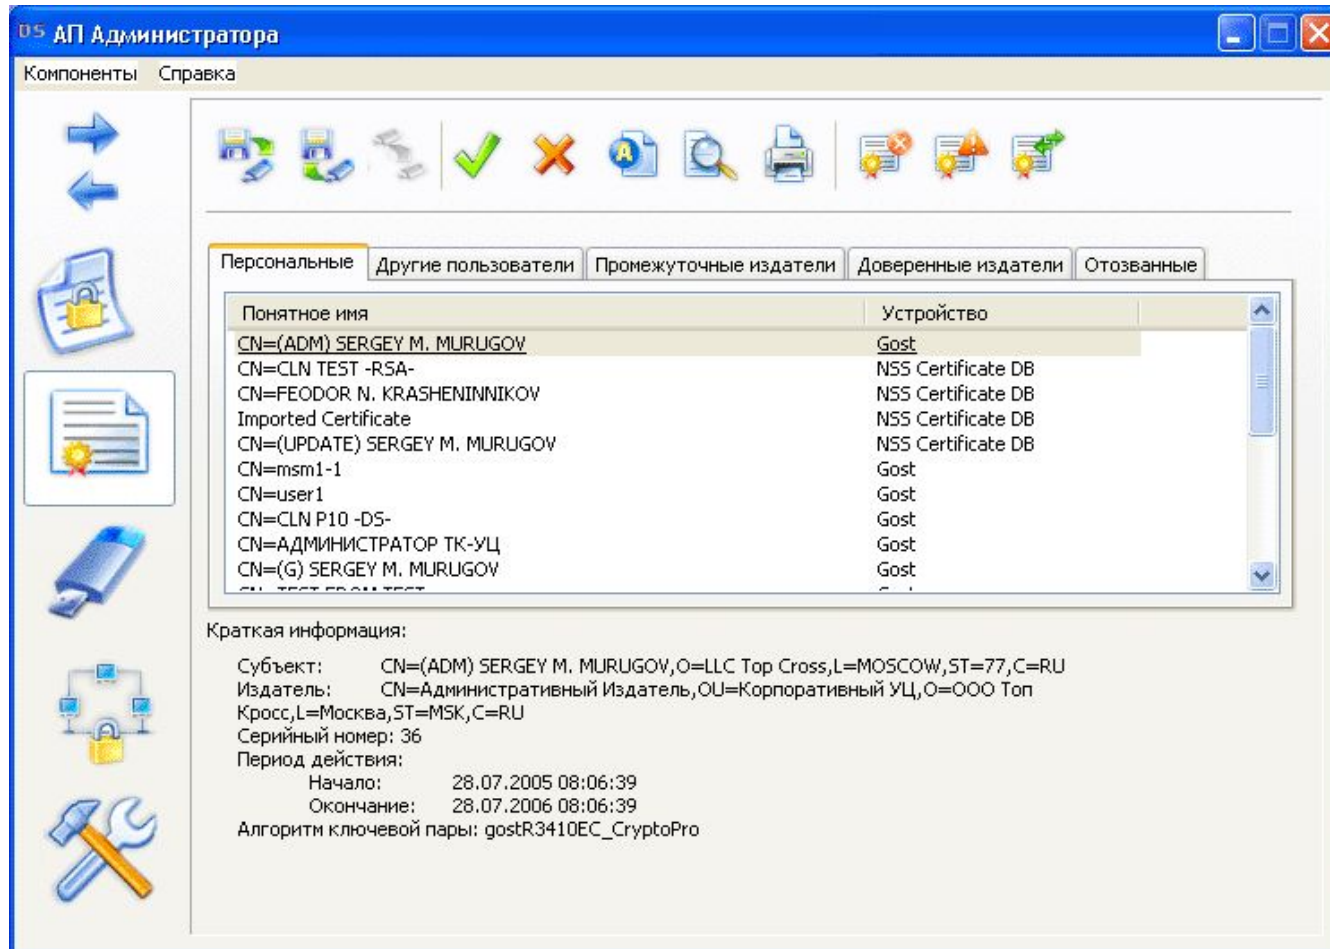 DS АП Администратора
Компоненты Справка
Персональные Другие пользователи Промежуточные издатели Доверенные издатели Отозванные
Понятное имя Устройство
CN=(ADM) SERGEY M. MURUGOV Gost
CN=CLN TEST -RSA- NSS Certificate DB
CN=FEODOR N. KRASHENINNIKOV NSS Certificate DB
Imported Certificate NSS Certificate DB
CN=(UPDATE) SERGEY M. MURUGOV NSS Certificate DB
CN=msm1-1 Gost
CN=user1 Gost
CN=CLN P10 -DS- Gost
CN=АДМИНИСТРАТОР ТК-УЦ Gost
CN=(G) SERGEY M. MURUGOV Gost
Краткая информация:
Субъект: CN=(ADM) SERGEY M. MURUGOV,O=LLC Top Cross,L=MOSCOW,ST=77,C=RU
Издатель: CN=Административный Издатель,OU=Корпоративный УЦ,O=ООО Топ
Кросс,L=Москва,ST=MSK,C=RU
Серийный номер: 36
Период действия:
Начало: 28.07.2005 08:06:39
Окончание: 28.07.2006 08:06:39
Алгоритм ключевой пары: gostR3410EC_CryptoPro